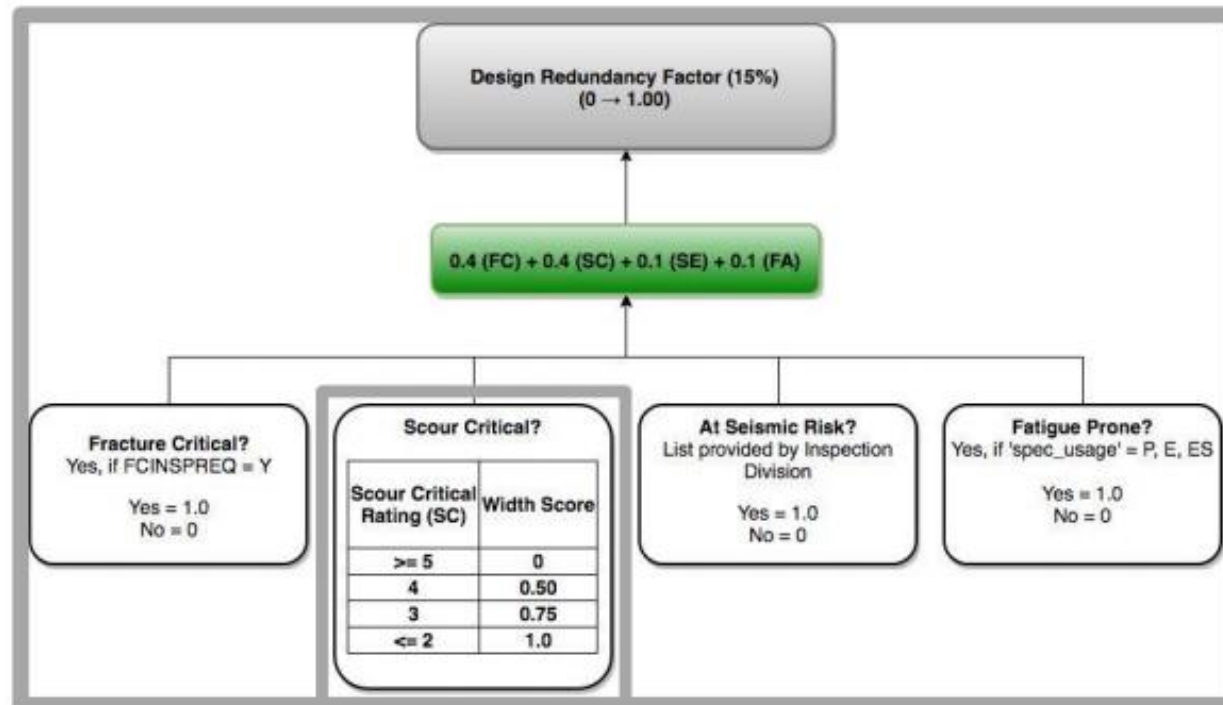 Design Redundancy Factor (15%)
(0 → 1.00)
0.4 (FC) + 0.4 (SC) + 0.1 (SE) + 0.1 (FA)
Fracture Critical?
Yes, if FCINSPREQ = Y
Yes = 1.0
No = 0
Scour Critical?
Scour Critical
Rating (SC)
Width Score
>= 5 0
4 0.50
3 0.75
<= 2 1.0
At Seismic Risk?
List provided by Inspection
Division
Yes = 1.0
No = 0
Fatigue Prone?
Yes, if 'spec_usage' = P, E, ES
Yes = 1.0
No = 0